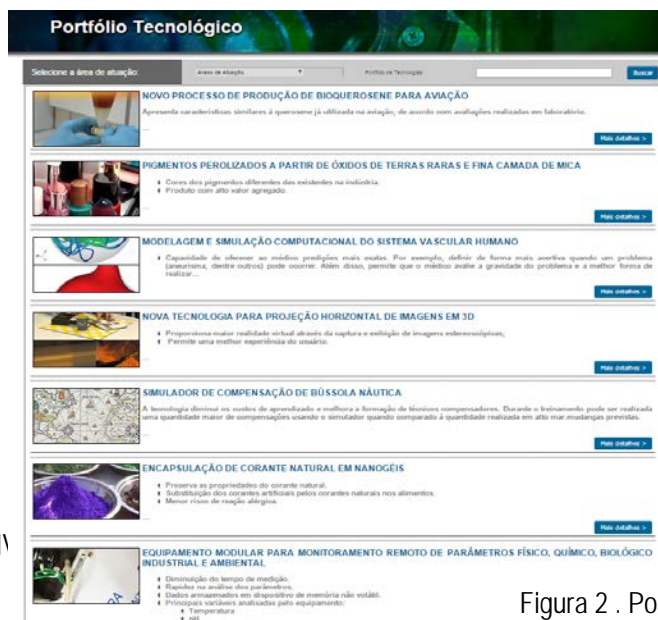 Portfólio Tecnológico
Selecione a área de atuação:
Áreas de Atuação
Portfólio de Tecnologias
Buscar
NOVO PROCESSO DE PRODUÇÃO DE BIOQUEROSENE PARA AVIAÇÃO
Apresenta características similares à querosene já utilizada na aviação, de acordo com avaliações realizadas em laboratório.
...
Mais detalhes >
PIGMENTOS PEROLIZADOS A PARTIR DE ÓXIDOS DE TERRAS RARAS E FINA CAMADA DE MICA
Cores dos pigmentos diferentes das existentes na indústria.
Produto com alto valor agregado.
...
Mais detalhes >
MODELAGEM E SIMULAÇÃO COMPUTACIONAL DO SISTEMA VASCULAR HUMANO
Capacidade de oferecer ao médico predições mais exatas. Por exemplo, definir de forma mais assertiva quando um problema
(aneurisma, dentre outros) pode ocorrer. Além disso, permite que o médico avalie a gravidade do problema e a melhor forma de
realizar...
Mais detalhes >
NOVA TECNOLOGIA PARA PROJEÇÃO HORIZONTAL DE IMAGENS EM 3D
Proporciona maior realidade virtual através da captura e exibição de imagens estereoscópicas;
Permite uma melhor experiência do usuário.
...
Mais detalhes >
SIMULADOR DE COMPENSAÇÃO DE BÚSSOLA NÁUTICA
A tecnologia diminui os custos de aprendizado e melhora a formação de técnicos compensadores. Durante o treinamento pode ser realizada
uma quantidade maior de compensações usando o simulador quando comparado à quantidade realizada em alto mar.mudanças previstas.
...
Mais detalhes >
ENCAPSULAÇÃO DE CORANTE NATURAL EM NANOGÉIS
Preserva as propriedades do corante natural.
Substituição dos corantes artificiais pelos corantes naturais nos alimentos.
Menor risco de reação alérgica.
...
Mais detalhes >
EQUIPAMENTO MODULAR PARA MONITORAMENTO REMOTO DE PARÂMETROS FÍSICO, QUÍMICO, BIOLÓGICO
INDUSTRIAL E AMBIENTAL
Diminuição do tempo de medição.
Rapidez na análise dos parâmetros.
Dados armazenados em dispositivo de memória não volátil.
Principais variáveis analisadas pelo equipamento:
Temperatura
pH
Figura 2 . Po